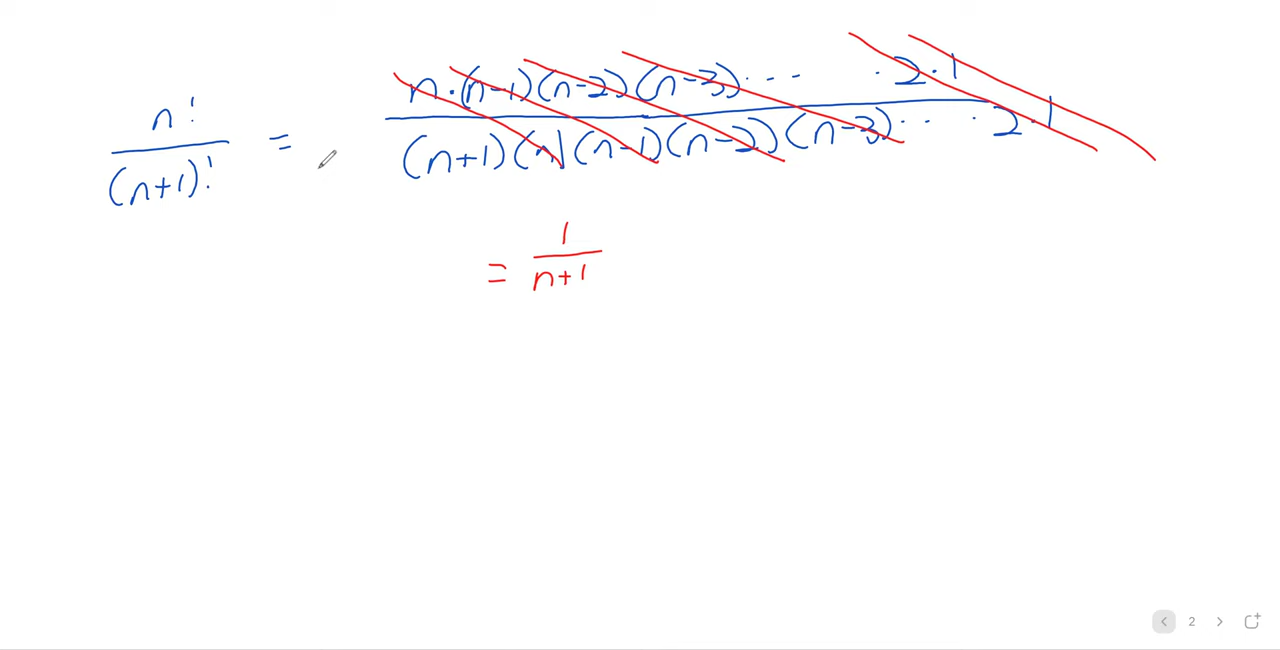 n! / (n+1)! = n·(n-1)(n-2)(n-3)··· ·2·1 / (n+1)(n)(n-1)(n-2)(n-3)··· ·2·1
= 1 / n+1
2